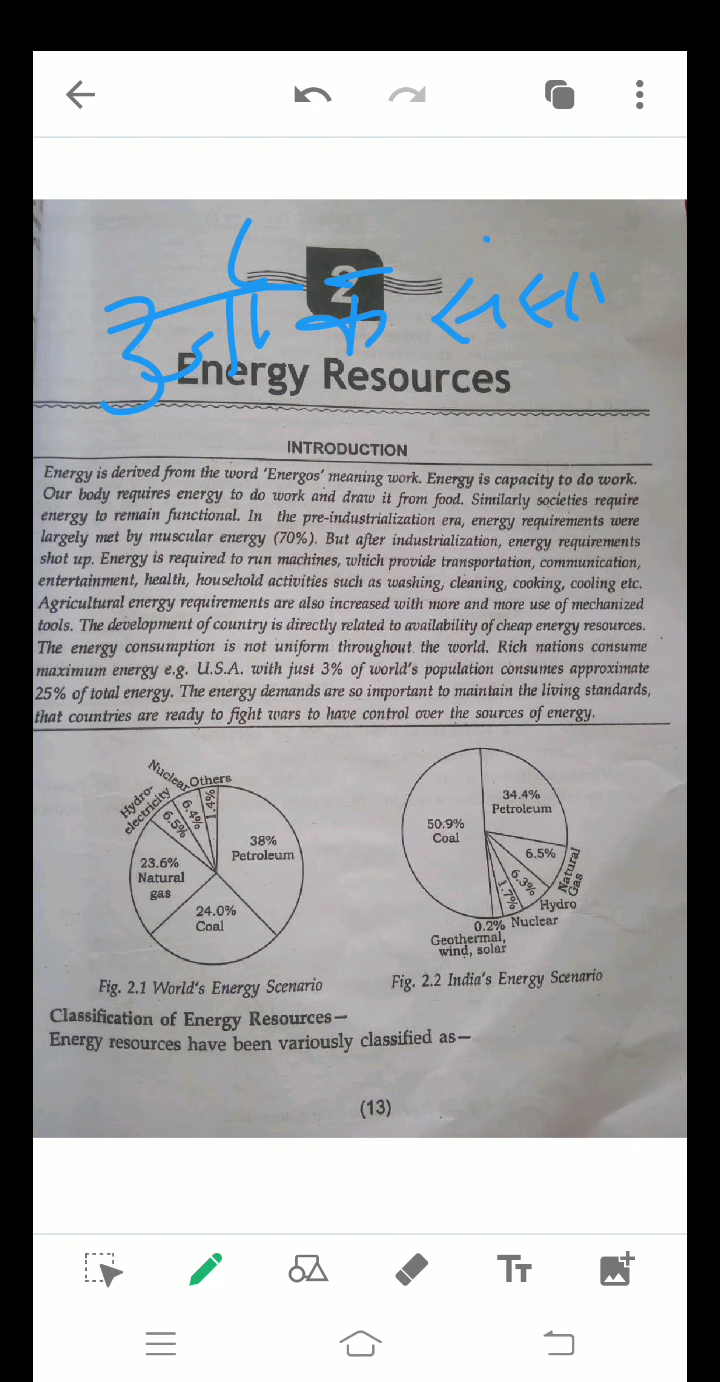 उर्जा क संसा
2
Energy Resources
INTRODUCTION
Energy is derived from the word 'Energos' meaning work. Energy is capacity to do work.
Our body requires energy to do work and draw it from food. Similarly societies require
energy to remain functional. In the pre-industrialization era, energy requirements were
largely met by muscular energy (70%). But after industrialization, energy requirements
shot up. Energy is required to run machines, which provide transportation, communication,
entertainment, health, household activities such as washing, cleaning, cooking, cooling etc.
Agricultural energy requirements are also increased with more and more use of mechanized
tools. The development of country is directly related to availability of cheap energy resources.
The energy consumption is not uniform throughout the world. Rich nations consume
maximum energy e.g. U.S.A. with just 3% of world's population consumes approximate
25% of total energy. The energy demands are so important to maintain the living standards,
that countries are ready to fight wars to have control over the sources of energy.
Hydro-
electricity
6.5%
Nuclear
6.4%
Others
1.4%
38%
Petroleum
23.6%
Natural
gas
24.0%
Coal
Fig. 2.1 World's Energy Scenario
34.4%
Petroleum
50.9%
Coal
6.5%
Natural
Gas
6.3%
Hydro
1.7%
Nuclear
0.2%
Geothermal,
wind, solar
Fig. 2.2 India's Energy Scenario
Classification of Energy Resources—
Energy resources have been variously classified as—
(13)